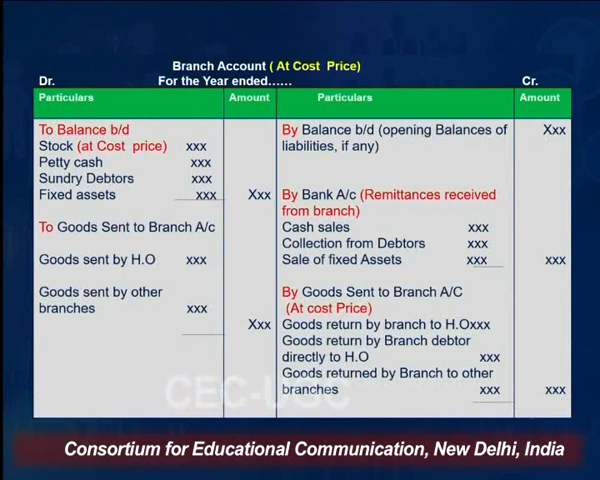 Branch Account ( At Cost Price)
Dr. For the Year ended...... Cr.
Particulars Amount Particulars Amount
To Balance b/d
Stock (at Cost price) xxx
Petty cash xxx
Sundry Debtors xxx
Fixed assets xxx Xxx
To Goods Sent to Branch A/c
Goods sent by H.O xxx
Goods sent by other
branches xxx
Xxx
By Balance b/d (opening Balances of Xxx
liabilities, if any)
By Bank A/c (Remittances received
from branch)
Cash sales xxx
Collection from Debtors xxx
Sale of fixed Assets xxx xxx
By Goods Sent to Branch A/C
(At cost Price)
Goods return by branch to H.Oxxx
Goods return by Branch debtor
directly to H.O xxx
Goods returned by Branch to other
branches xxx xxx
CEC-UGC
Consortium for Educational Communication, New Delhi, India